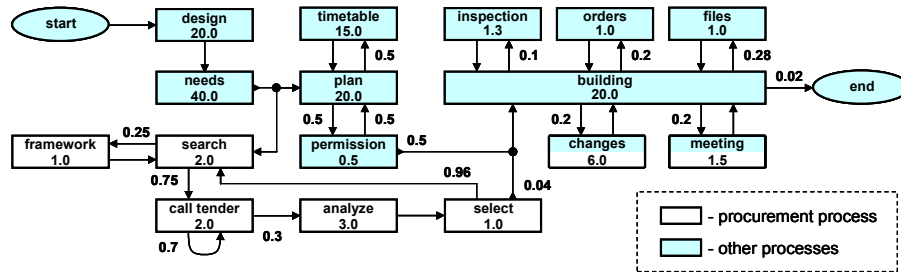 start
design
20.0
timetable
15.0
inspection
1.3
orders
1.0
files
1.0
0.5
0.1
0.2
0.28
needs
40.0
plan
20.0
building
20.0
0.02
end
0.5
0.5
0.2
0.2
framework
1.0
0.25
search
2.0
permission
0.5
0.5
changes
6.0
meeting
1.5
0.75
0.96
0.04
call tender
2.0
0.3
analyze
3.0
select
1.0
0.7
- procurement process
- other processes